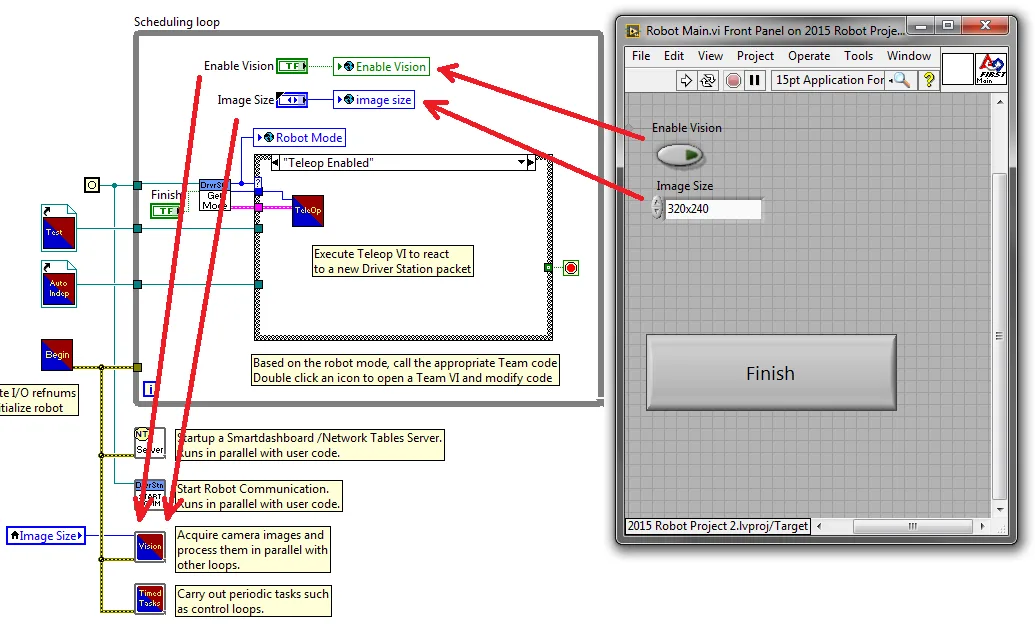 Scheduling loop
Enable Vision
TF
Enable Vision
Image Size
image size
Robot Mode
"Teleop Enabled"
Finish
TF
DrvrSt
Get
Mode
?
TeleOp
Execute Teleop VI to react
to a new Driver Station packet
Test
Auto
Indep
Begin
Based on the robot mode, call the appropriate Team code
Double click an icon to open a Team VI and modify code
i
te I/O refnums
itialize robot
NT
Server
Startup a Smartdashboard /Network Tables Server.
Runs in parallel with user code.
DrvrStn
START
Start Robot Communication.
Runs in parallel with user code.
Image Size
Vision
Acquire camera images and
process them in parallel with
other loops.
Timed
Tasks
Carry out periodic tasks such
as control loops.
Robot Main.vi Front Panel on 2015 Robot Proje...
File Edit View Project Operate Tools Window
15pt Application For
?
FIRST
Main
Enable Vision
Image Size
320x240
Finish
2015 Robot Project 2.lvproj/Target